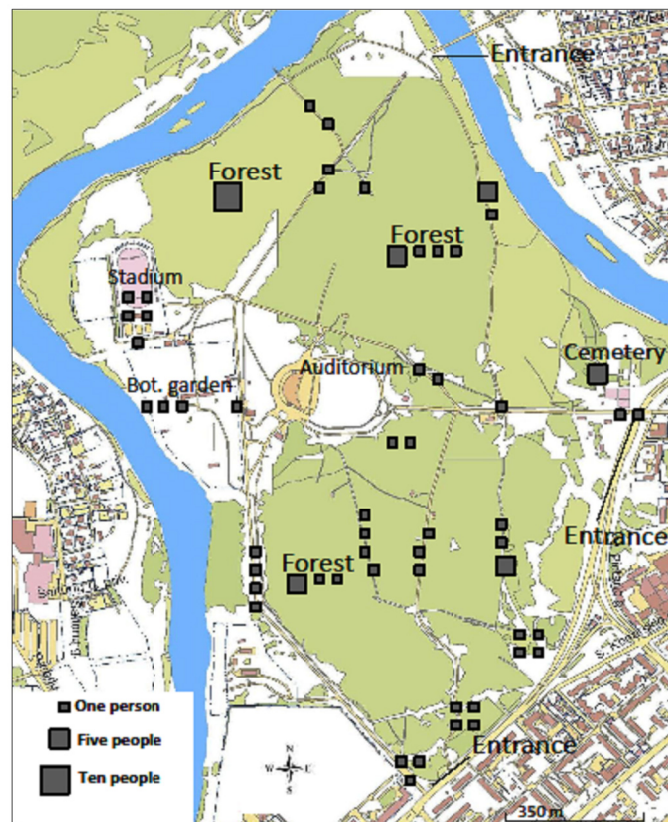 Entrance
Forest
Forest
Stadium
Cemetery
Auditorium
Bot. garden
Entrance
Forest
One person
Five people
Entrance
Ten people
N
W E
S
350 m